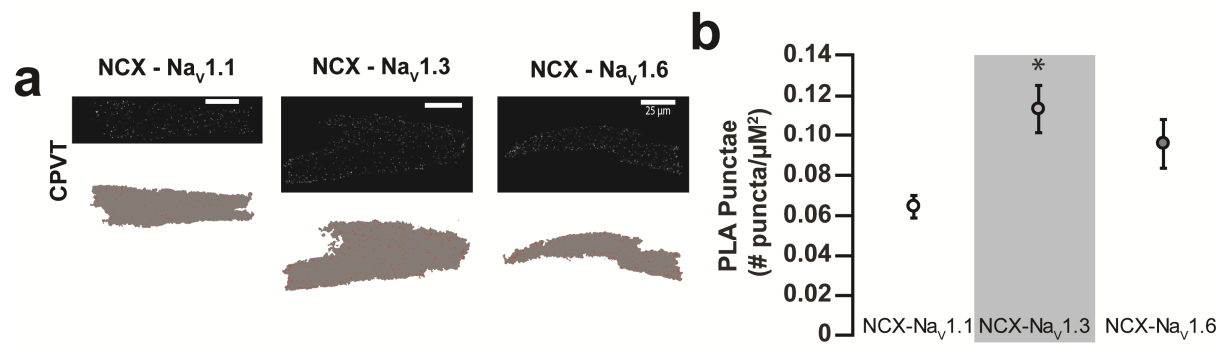 a
NCX - NaV1.1
NCX - NaV1.3
NCX - NaV1.6
25 µm
CPVT
b
PLA Punctae
(# puncta/µM²)
0.14
0.12
0.10
0.08
0.06
0.04
0.02
0
*
NCX-NaV1.1
NCX-NaV1.3
NCX-NaV1.6